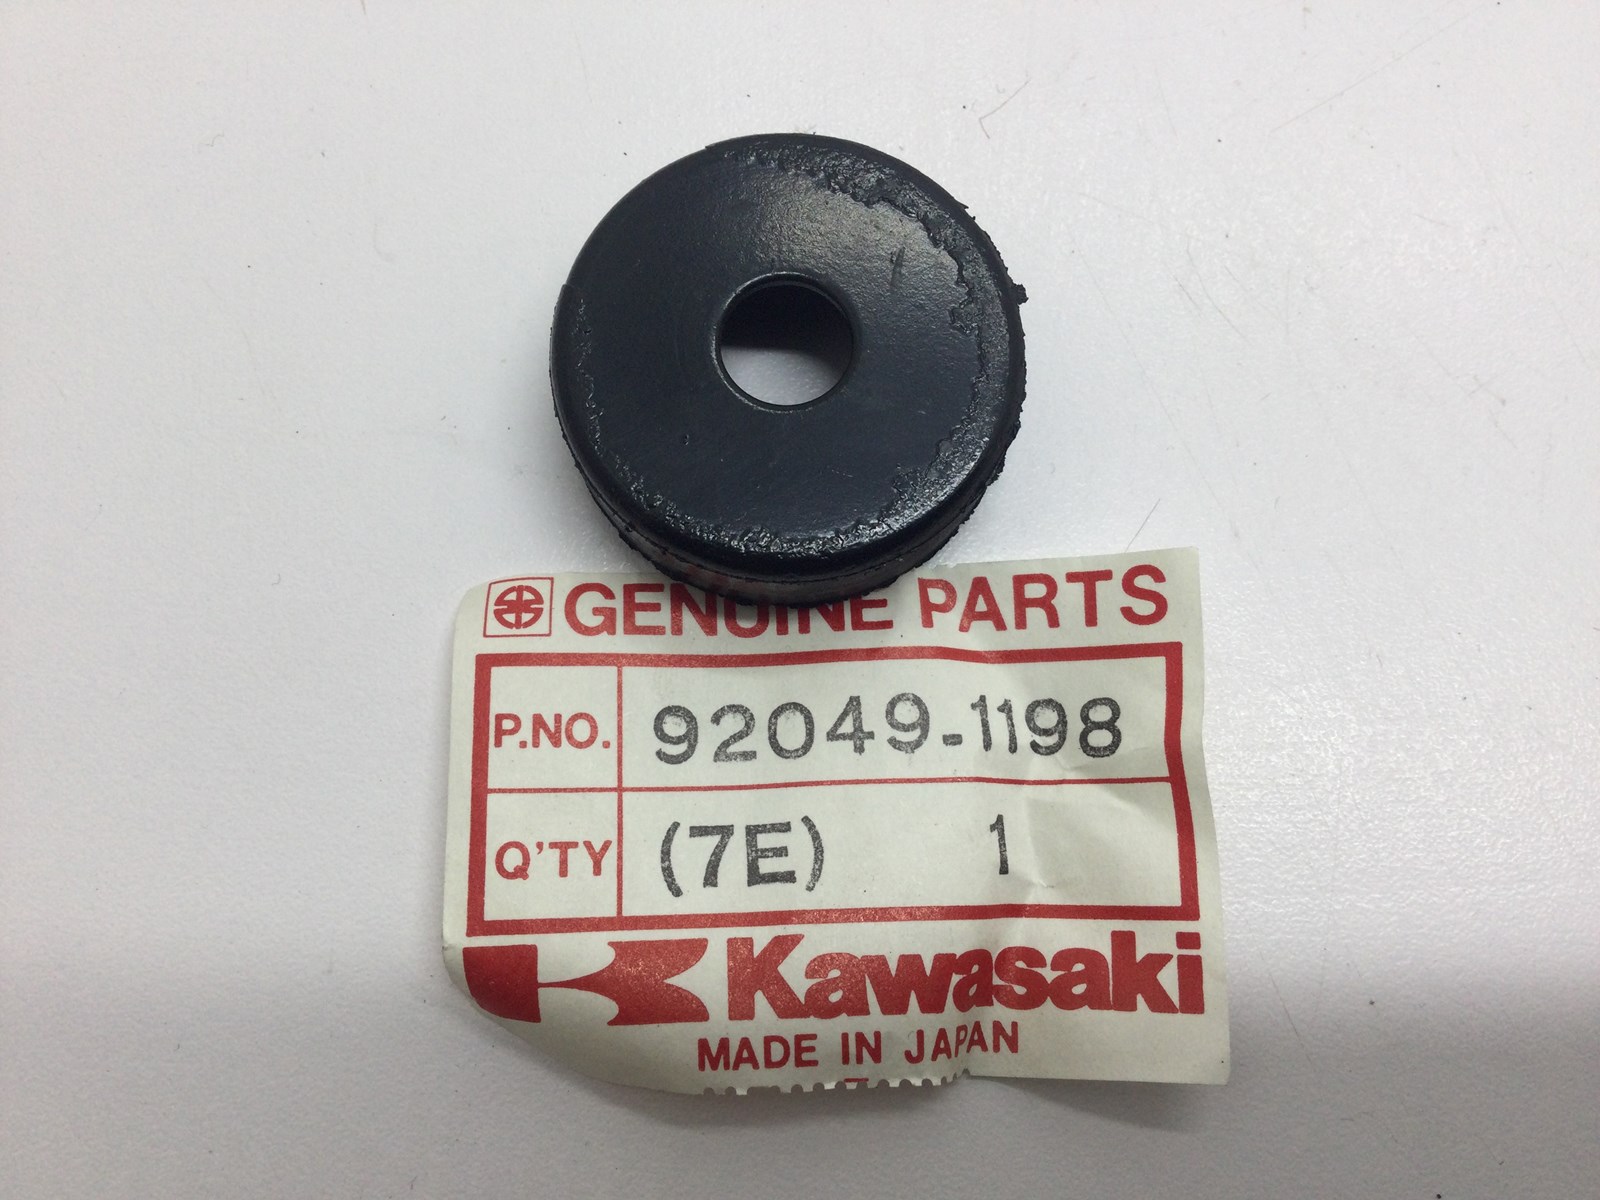 GENUINE PARTS
P.NO. 92049-1198
Q'TY (7E) 1
Kawasaki
MADE IN JAPAN